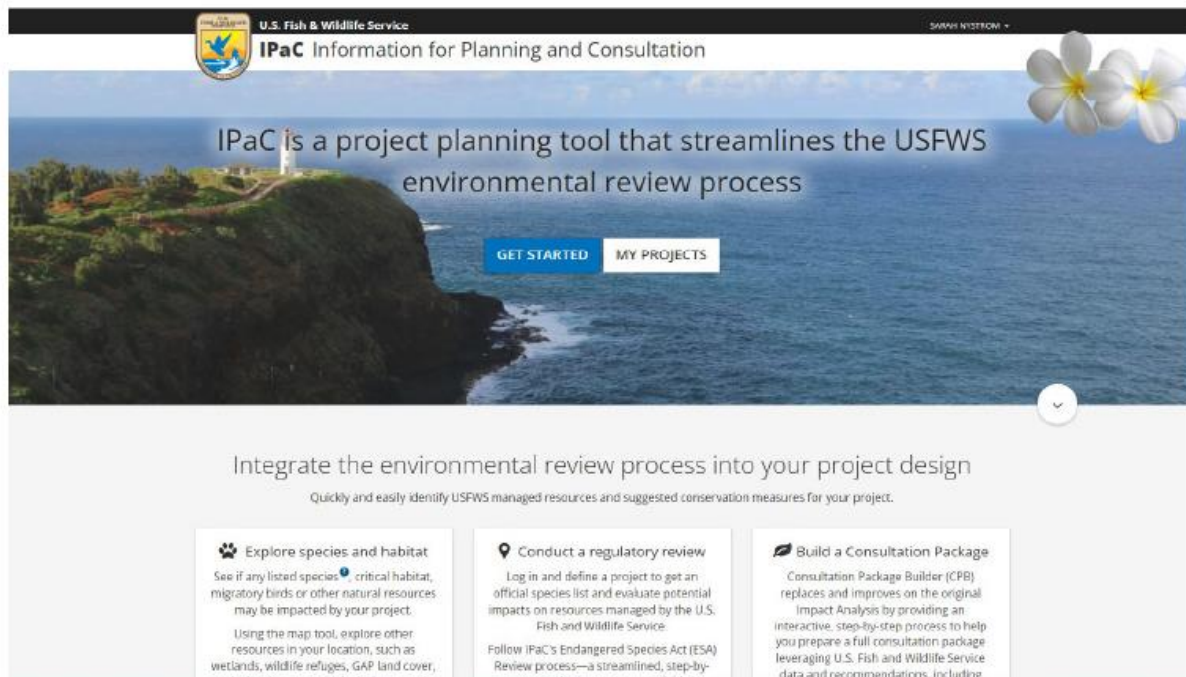 U.S. Fish & Wildlife Service
SARAH NYSTROM
IPaC Information for Planning and Consultation
IPaC is a project planning tool that streamlines the USFWS
environmental review process
GET STARTED
MY PROJECTS
Integrate the environmental review process into your project design
Quickly and easily identify USFWS managed resources and suggested conservation measures for your project.
Explore species and habitat
See if any listed species, critical habitat,
migratory birds or other natural resources
may be impacted by your project.
Using the map tool, explore other
resources in your location, such as
wetlands, wildlife refuges, GAP land cover,
Conduct a regulatory review
Log in and define a project to get an
official species list and evaluate potential
impacts on resources managed by the U.S.
Fish and Wildlife Service.
Follow IPaC's Endangered Species Act (ESA)
Review process—a streamlined, step-by-
Build a Consultation Package
Consultation Package Builder (CPB)
replaces and improves on the original
Impact Analysis by providing an
interactive, step-by-step process to help
you prepare a full consultation package
leveraging U.S. Fish and Wildlife Service
data and recommendations, including